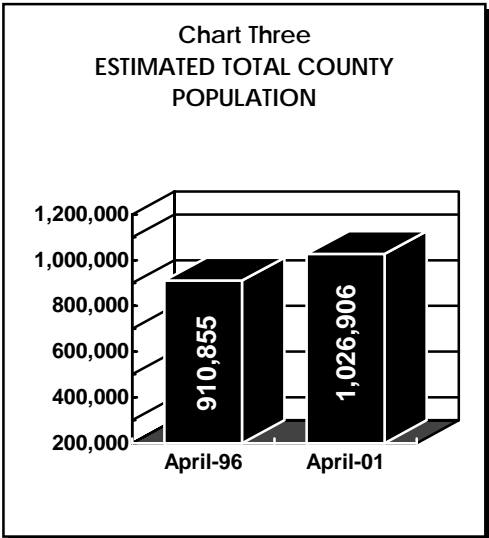 Chart Three
ESTIMATED TOTAL COUNTY
POPULATION
1,200,000
1,000,000
800,000
600,000
400,000
200,000
910,855
1,026,906
April-96
April-01